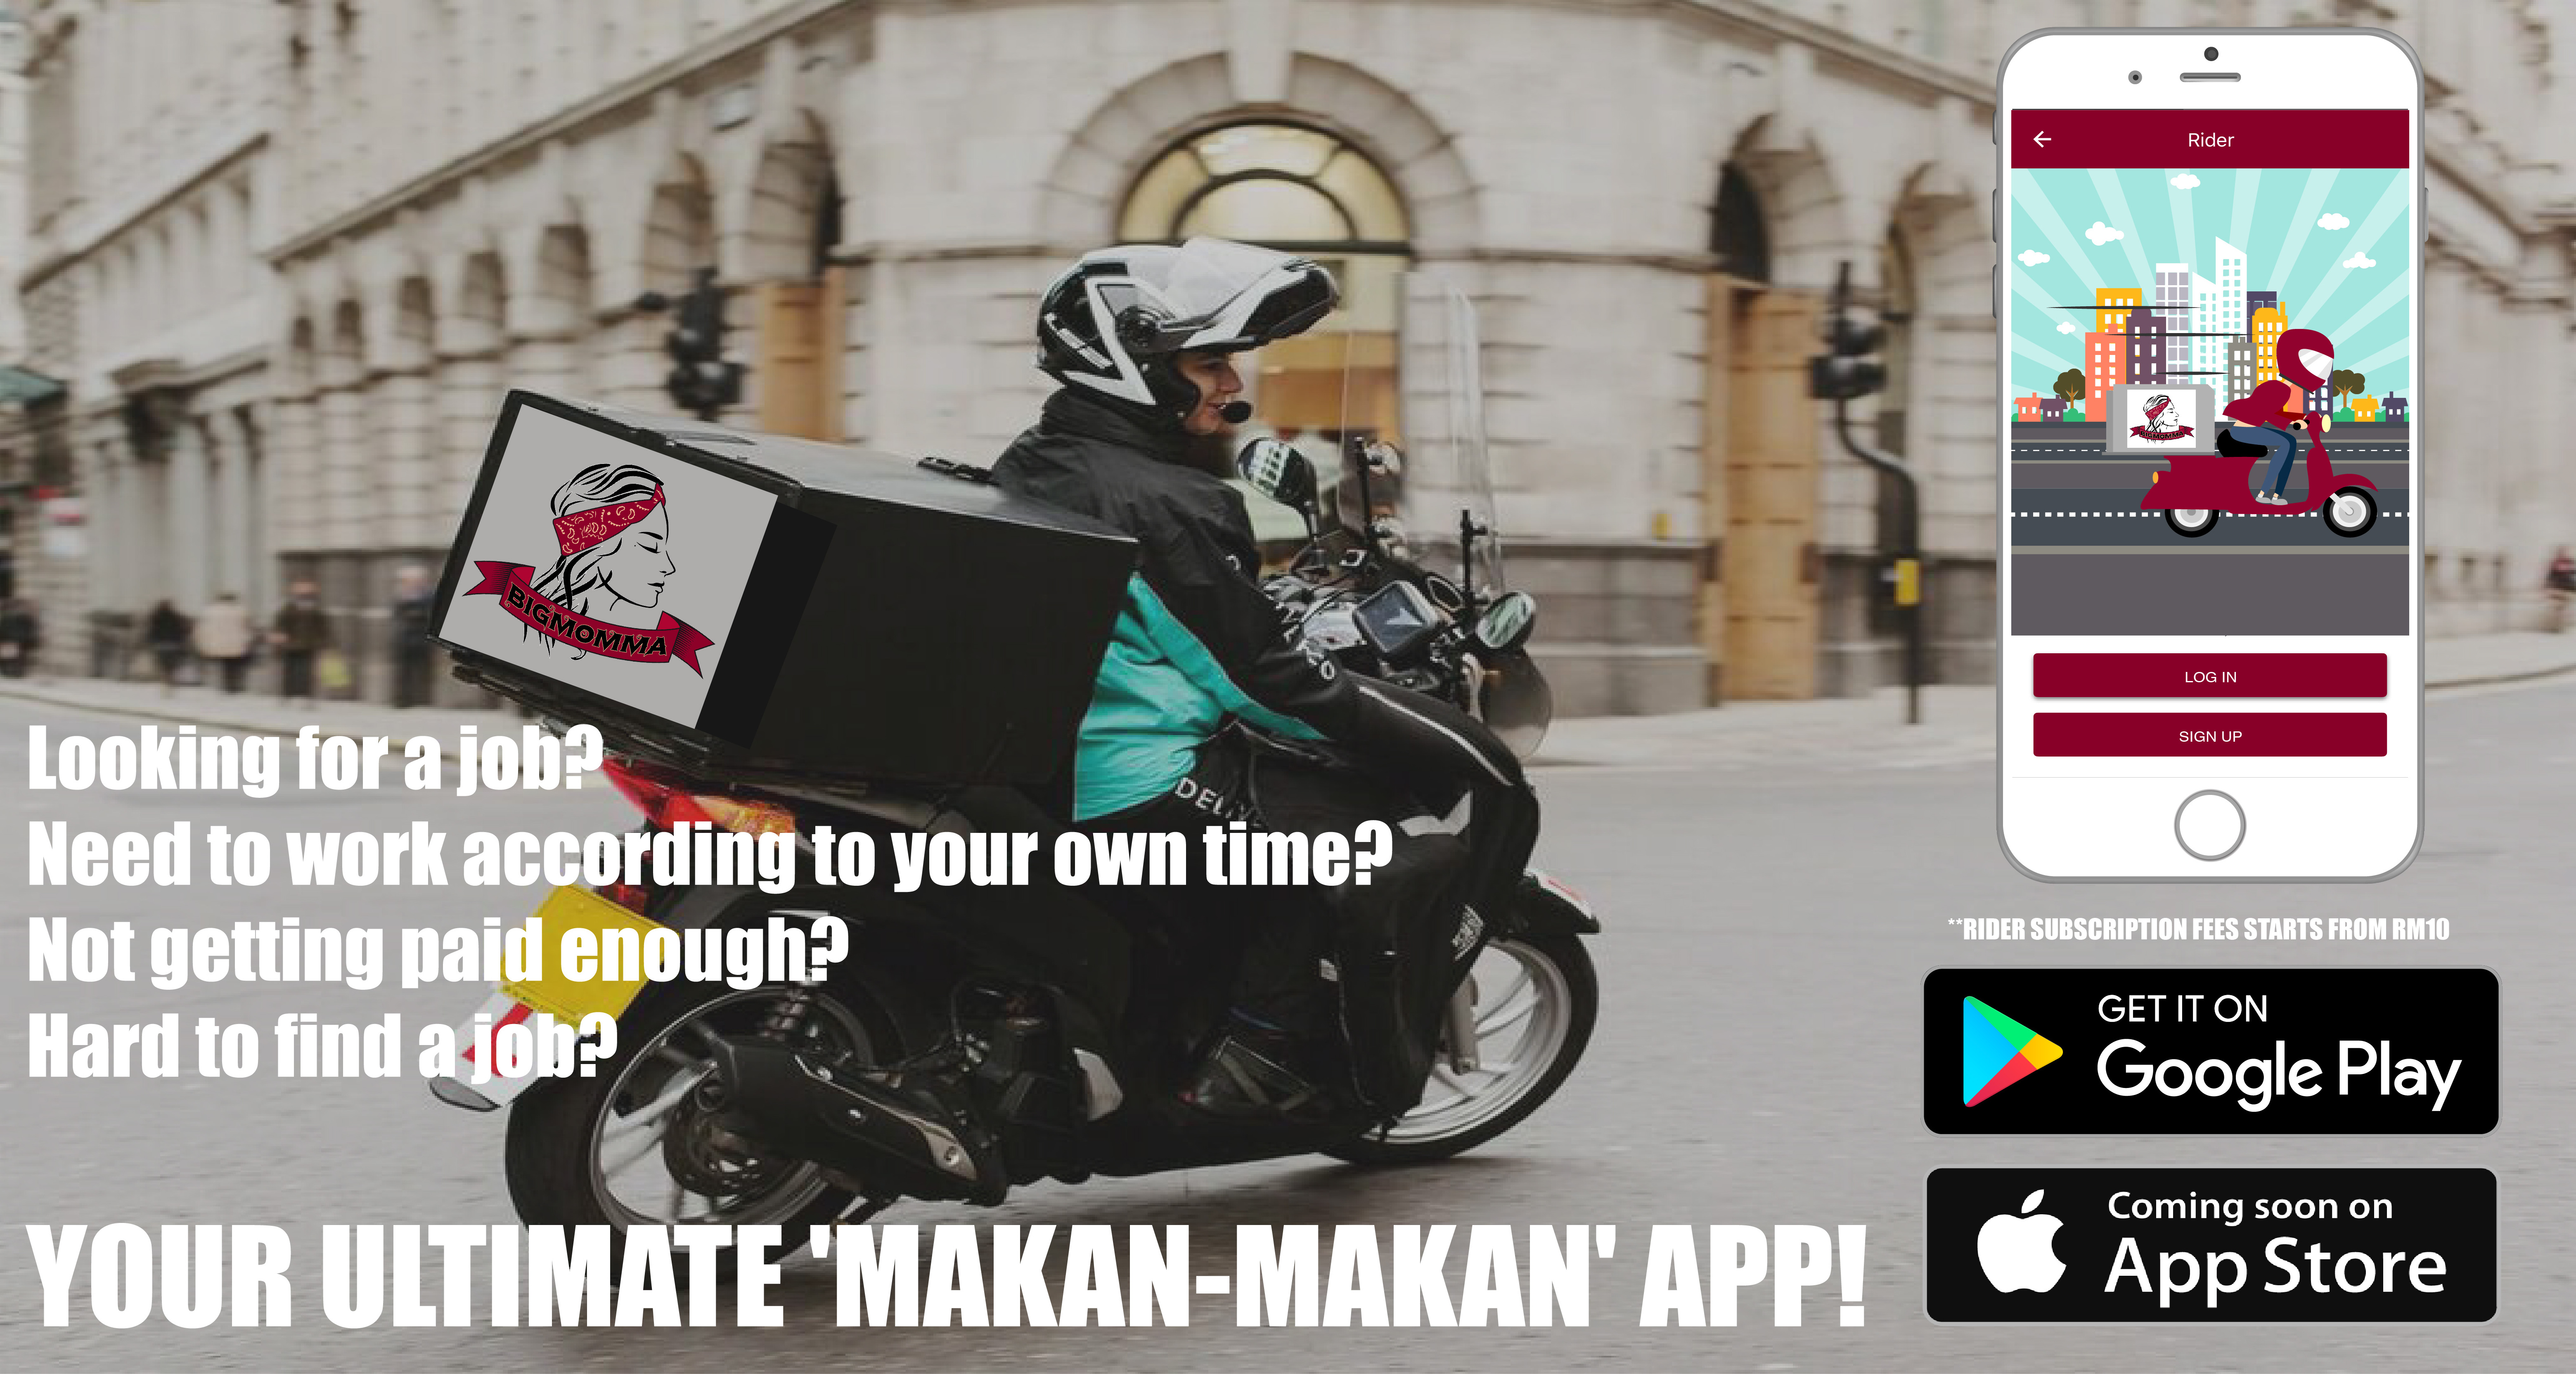 Rider
BIGMOMMA
BIGMOMMA
LOG IN
SIGN UP
Looking for a job?
Need to work according to your own time?
Not getting paid enough?
Hard to find a job?
**RIDER SUBSCRIPTION FEES STARTS FROM RM10
GET IT ON
Google Play
Coming soon on
App Store
YOUR ULTIMATE 'MAKAN-MAKAN' APP!